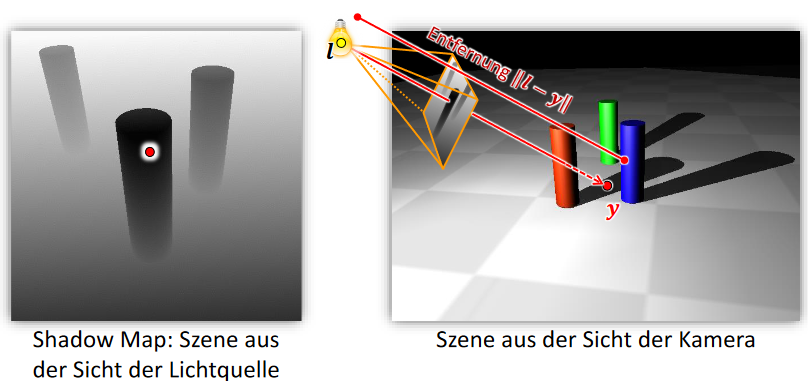 l
Entfernung ||l − y||
y
Shadow Map: Szene aus
der Sicht der Lichtquelle
Szene aus der Sicht der Kamera